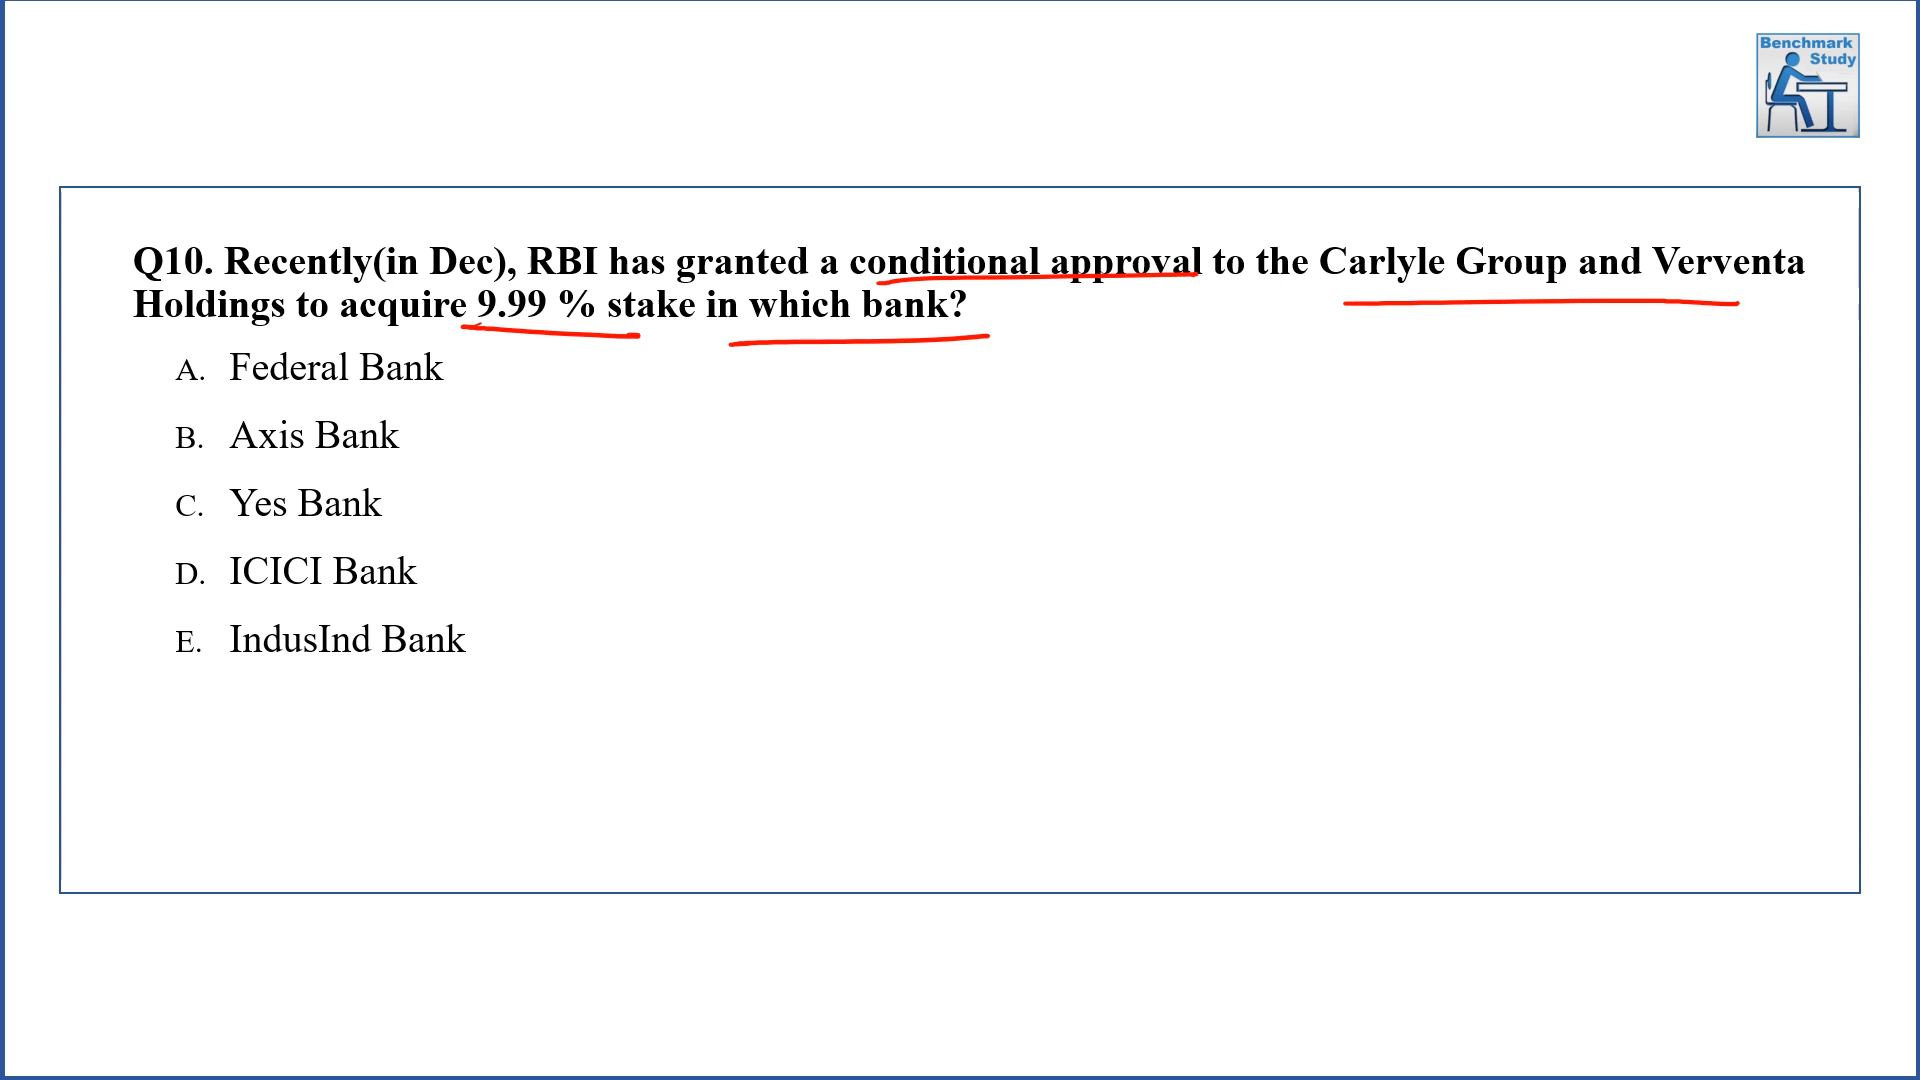 Benchmark
Study
Q10. Recently(in Dec), RBI has granted a conditional approval to the Carlyle Group and Verventa
Holdings to acquire 9.99 % stake in which bank?
A. Federal Bank
B. Axis Bank
C. Yes Bank
D. ICICI Bank
E. IndusInd Bank